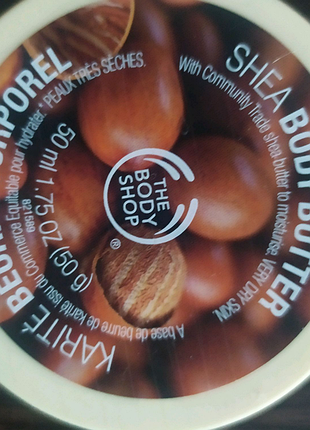 SHEA BODY BUTTER
With Community Trade shea butter to moisturise. VERY DRY SKIN.
THE
BODY
SHOP
®
KARITÉ BEURRE CORPOREL
A base de beurre de karité issu du Commerce Equitable pour hydrater.* PEAUX TRÈS SÈCHES.
50 ml 1.75 OZ (50 g)